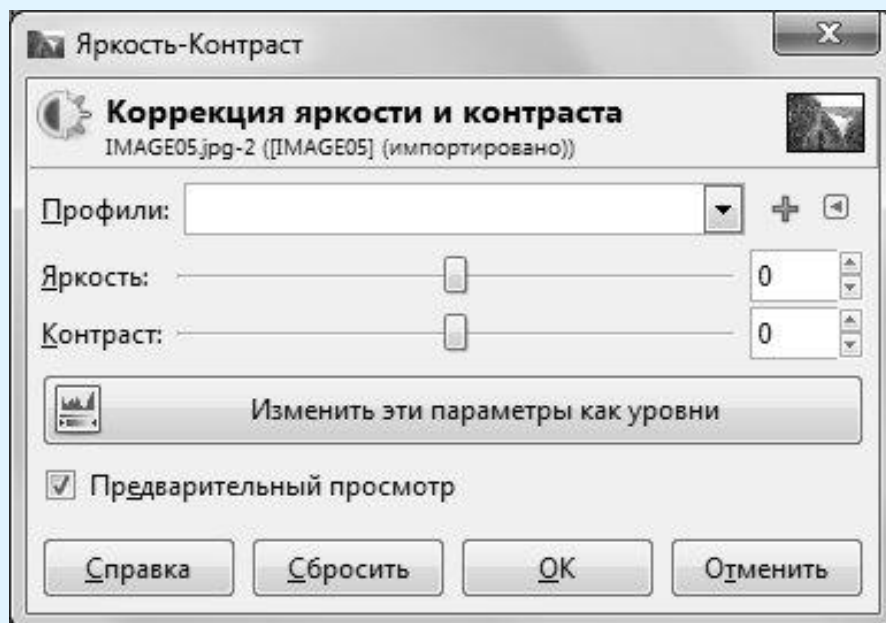 Яркость-Контраст
Коррекция яркости и контраста
IMAGE05.jpg-2 ([IMAGE05] (импортировано))
Профили:
Яркость: 0
Контраст: 0
Изменить эти параметры как уровни
Предварительный просмотр
Справка Сбросить OK Отменить